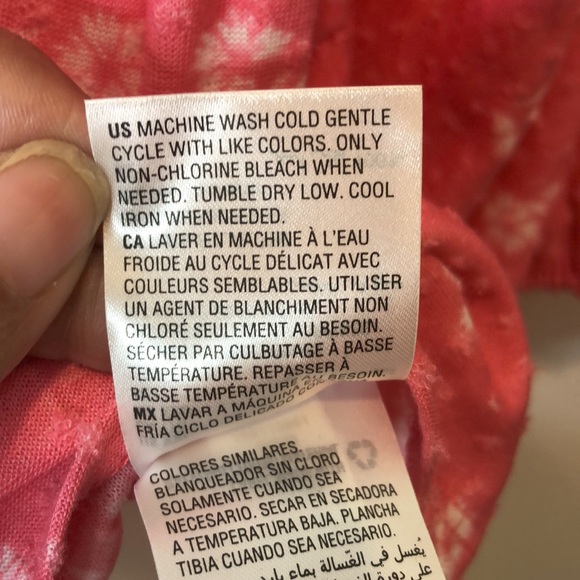 US MACHINE WASH COLD GENTLE
CYCLE WITH LIKE COLORS. ONLY
NON-CHLORINE BLEACH WHEN
NEEDED. TUMBLE DRY LOW. COOL
IRON WHEN NEEDED.
CA LAVER EN MACHINE À L'EAU
FROIDE AU CYCLE DÉLICAT AVEC
COULEURS SEMBLABLES. UTILISER
UN AGENT DE BLANCHIMENT NON
CHLORÉ SEULEMENT AU BESOIN.
SÉCHER PAR CULBUTAGE À BASSE
TEMPÉRATURE. REPASSER À
BASSE TEMPÉRATURE AU BESOIN.
MX LAVAR A MÁQUINA
FRÍA CICLO DELICADO
COLORES SIMILARES.
BLANQUEADOR SIN CLORO
SOLAMENTE CUANDO SEA
NECESARIO. SECAR EN SECADORA
A TEMPERATURA BAJA. PLANCHA
TIBIA CUANDO SEA NECESARIO.
يُغسل في الغسّالة بماء
على دورة